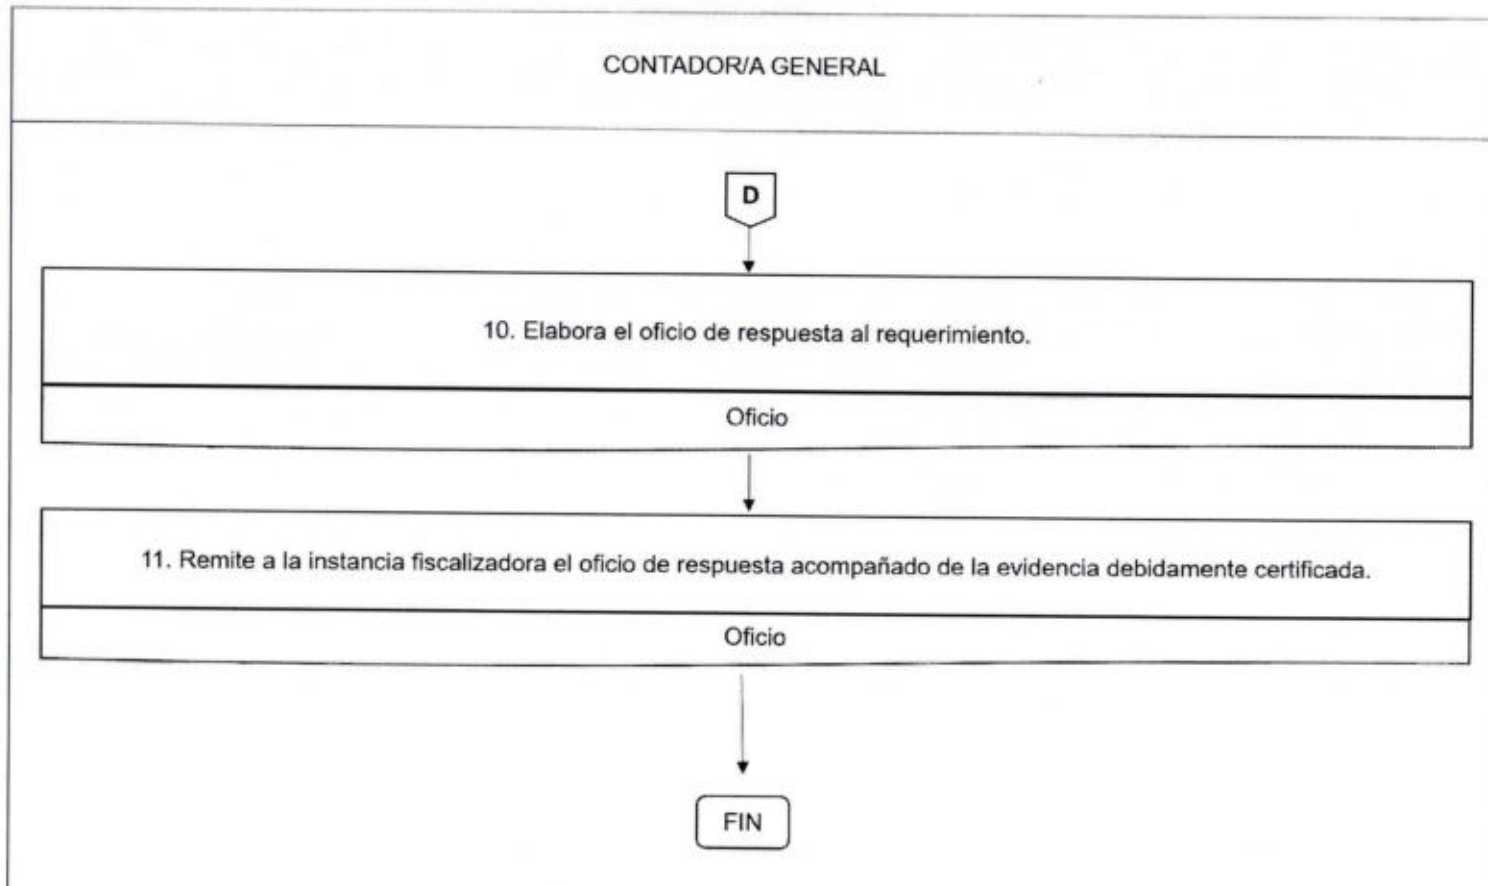 CONTADOR/A GENERAL
D
10. Elabora el oficio de respuesta al requerimiento.
Oficio
11. Remite a la instancia fiscalizadora el oficio de respuesta acompañado de la evidencia debidamente certificada.
Oficio
FIN